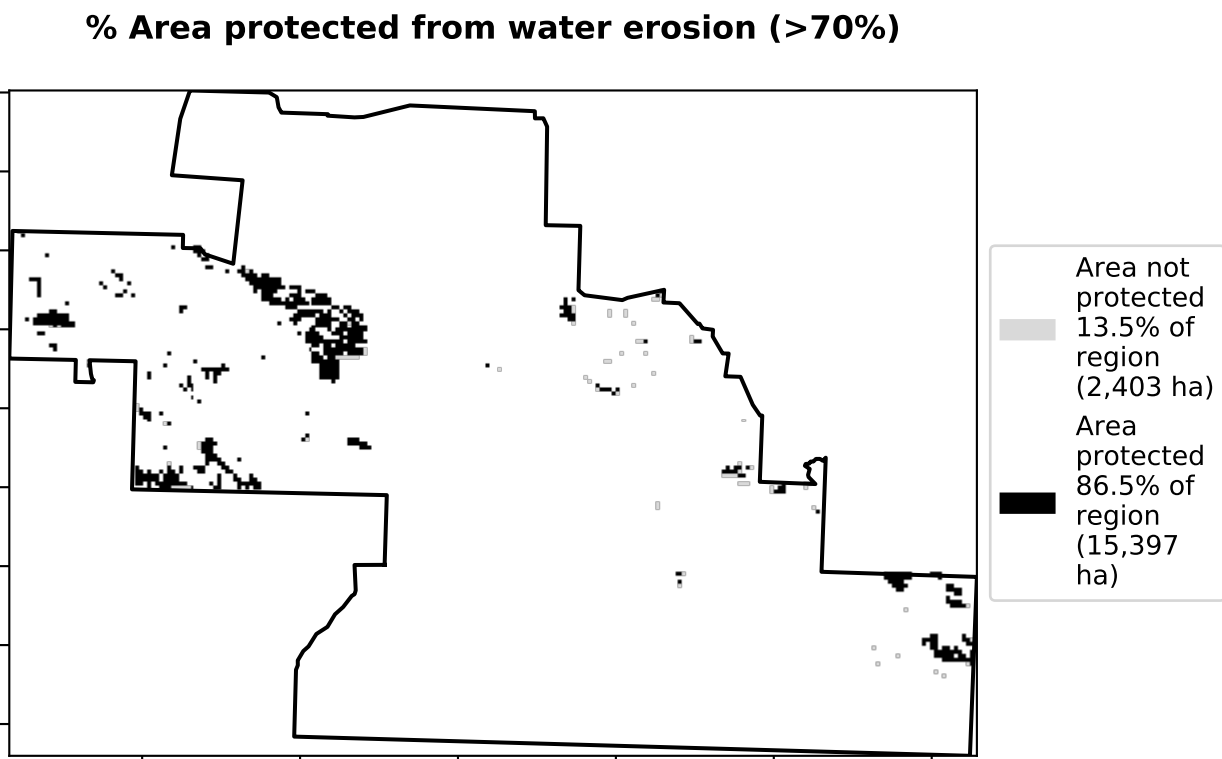 % Area protected from water erosion (>70%)
Area not
protected
13.5% of
region
(2,403 ha)
Area
protected
86.5% of
region
(15,397
ha)